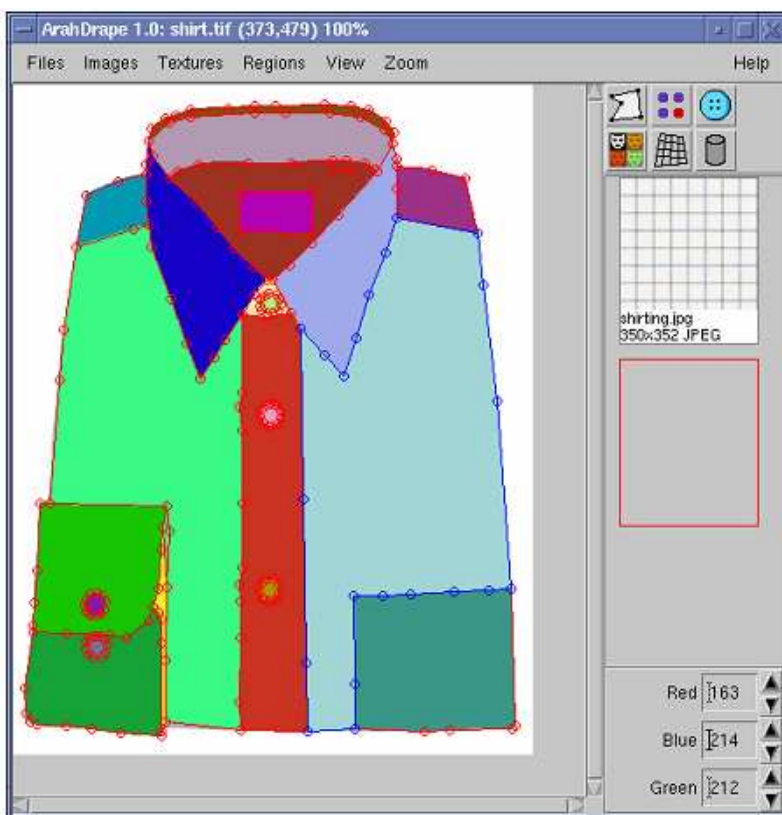 ArahDrape 1.0: shirt.tif (373,479) 100%
Files Images Textures Regions View Zoom Help
shirting.jpg
350x352 JPEG
Red 163
Blue 214
Green 212